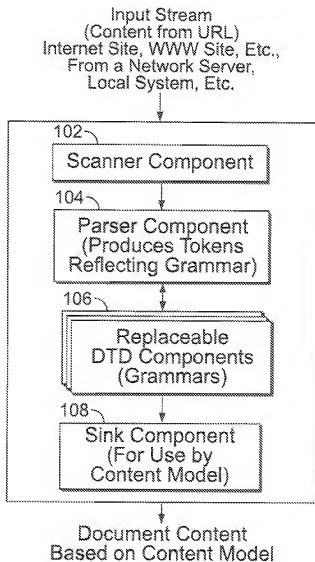 Input Stream
(Content from URL)
Internet Site, WWW Site, Etc.,
From a Network Server,
Local System, Etc.
102
Scanner Component
104
Parser Component
(Produces Tokens
Reflecting Grammar)
106
Replaceable
DTD Components
(Grammars)
108
Sink Component
(For Use by
Content Model)
Document Content
Based on Content Model